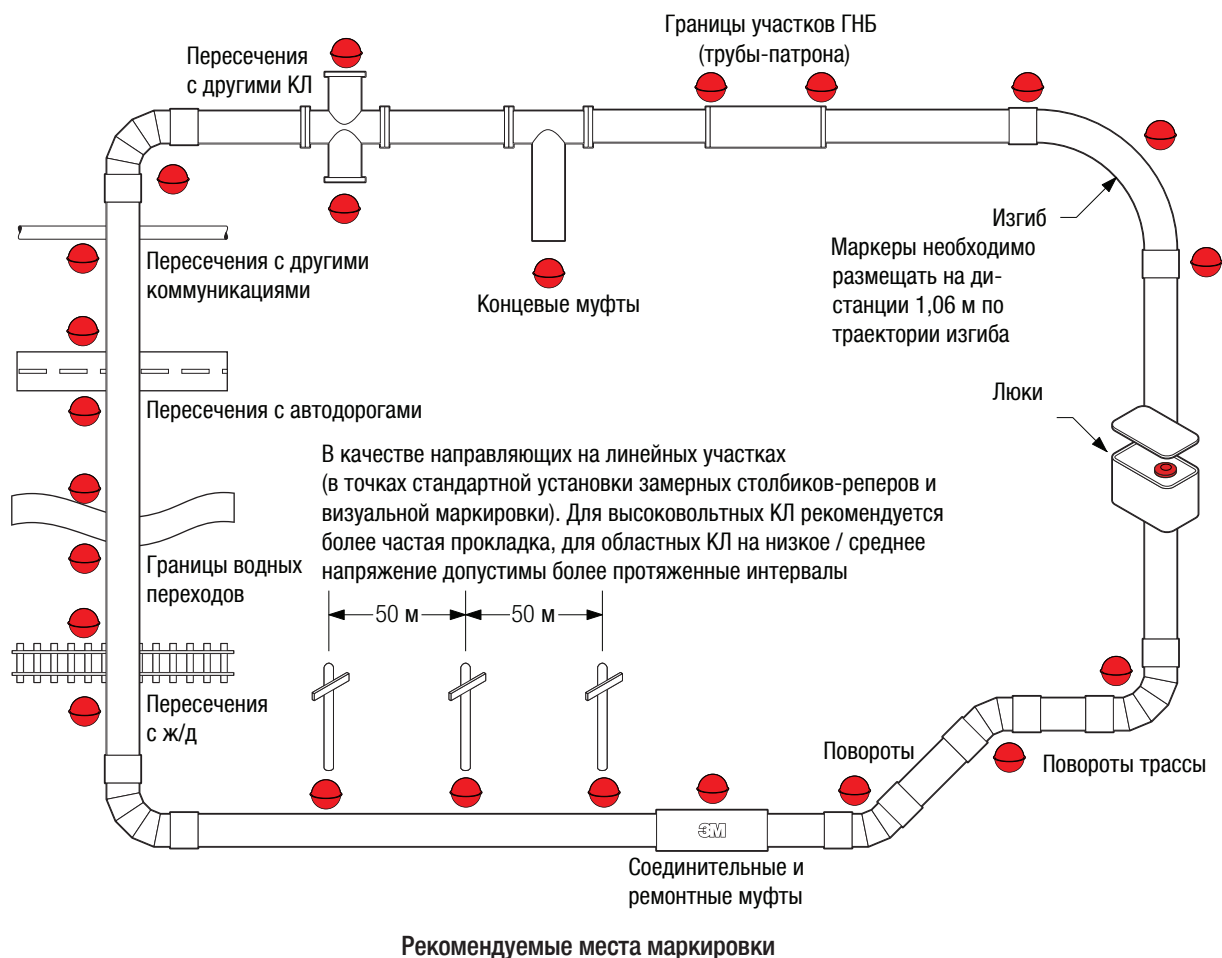 Границы участков ГНБ
(трубы-патрона)
Пересечения
с другими КЛ
Изгиб
Маркеры необходимо
размещать на ди-
станции 1,06 м по
траектории изгиба
Пересечения с другими
коммуникациями
Концевые муфты
Люки
Пересечения с автодорогами
В качестве направляющих на линейных участках
(в точках стандартной установки замерных столбиков-реперов и
визуальной маркировки). Для высоковольтных КЛ рекомендуется
более частая прокладка, для областных КЛ на низкое / среднее
напряжение допустимы более протяженные интервалы
Границы водных
переходов
50 м
50 м
Пересечения
с ж/д
Повороты
Повороты трассы
3M
Соединительные и
ремонтные муфты
Рекомендуемые места маркировки